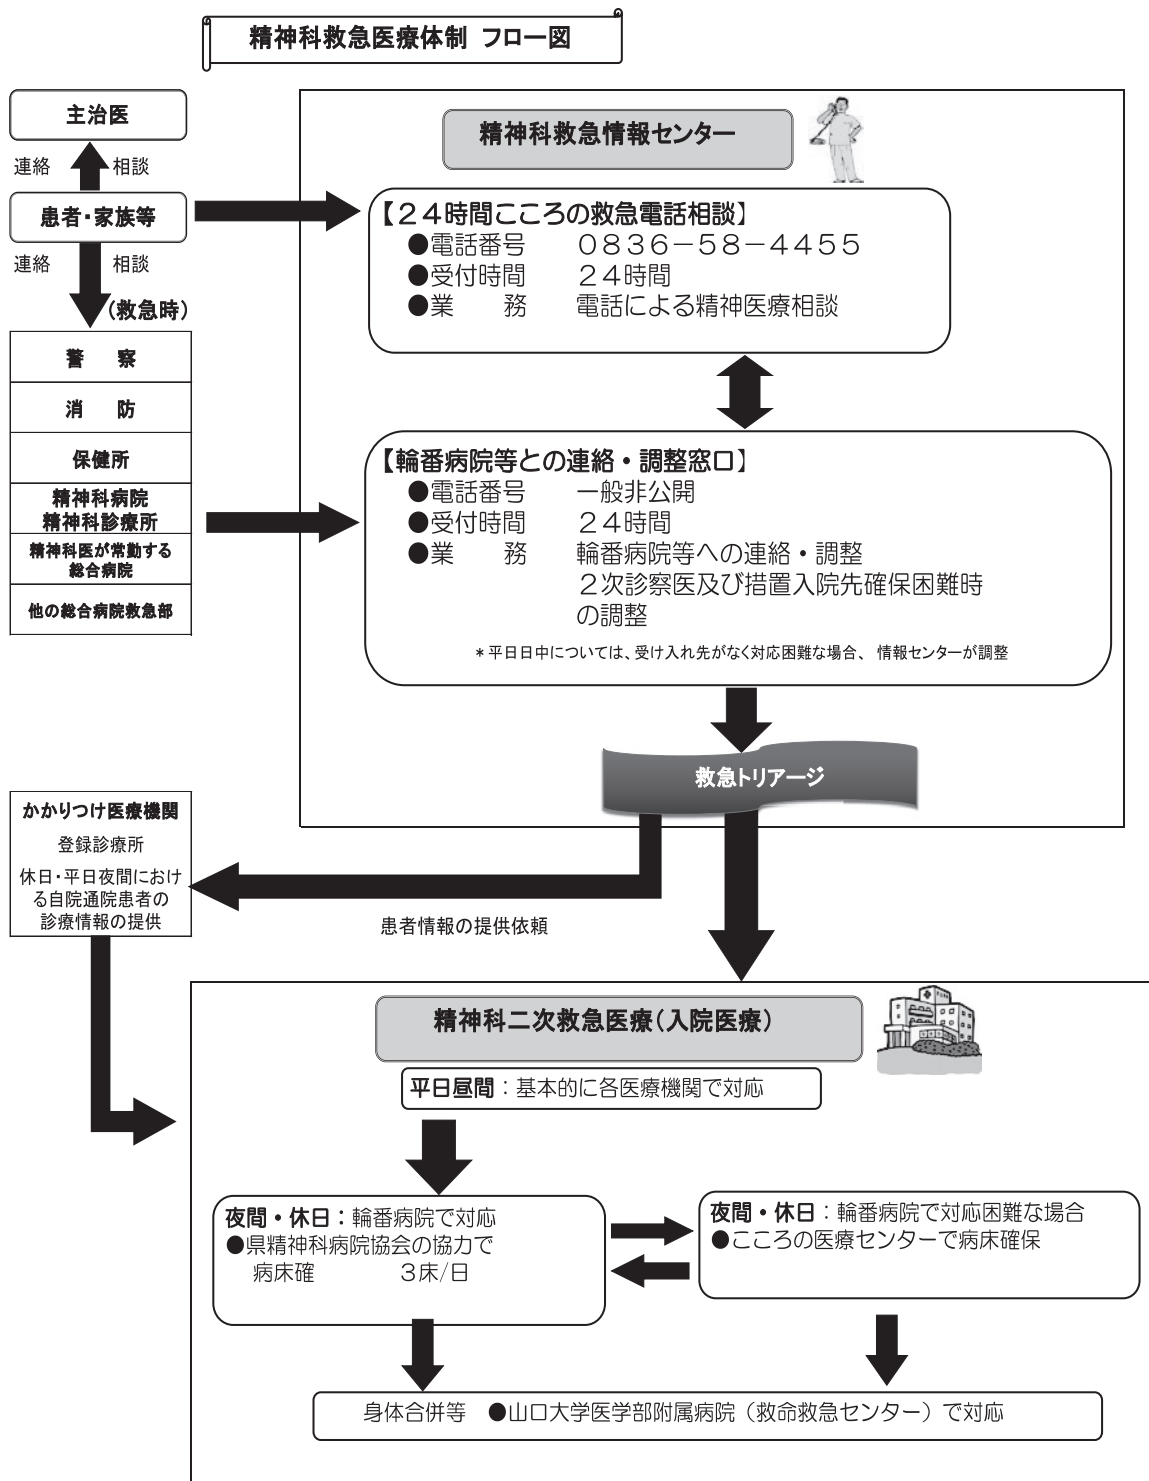 精神科救急医療体制 フロー図
主治医
連絡 相談
患者・家族等
連絡 相談
(救急時)
警 察
消 防
保健所
精神科病院
精神科診療所
精神科医が常勤する
総合病院
他の総合病院救急部
精神科救急情報センター
【24時間こころの救急電話相談】
●電話番号 0836－58－4455
●受付時間 24時間
●業 務 電話による精神医療相談
【輪番病院等との連絡・調整窓口】
●電話番号 一般非公開
●受付時間 24時間
●業 務 輪番病院等への連絡・調整
2次診察医及び措置入院先確保困難時
の調整
＊平日日中については、受け入れ先がなく対応困難な場合、情報センターが調整
救急トリアージ
かかりつけ医療機関
登録診療所
休日・平日夜間におけ
る自院通院患者の
診療情報の提供
患者情報の提供依頼
精神科二次救急医療(入院医療)
平日昼間：基本的に各医療機関で対応
夜間・休日：輪番病院で対応
●県精神科病院協会の協力で
病床確 3床/日
夜間・休日：輪番病院で対応困難な場合
●こころの医療センターで病床確保
身体合併等 ●山口大学医学部附属病院（救命救急センター）で対応